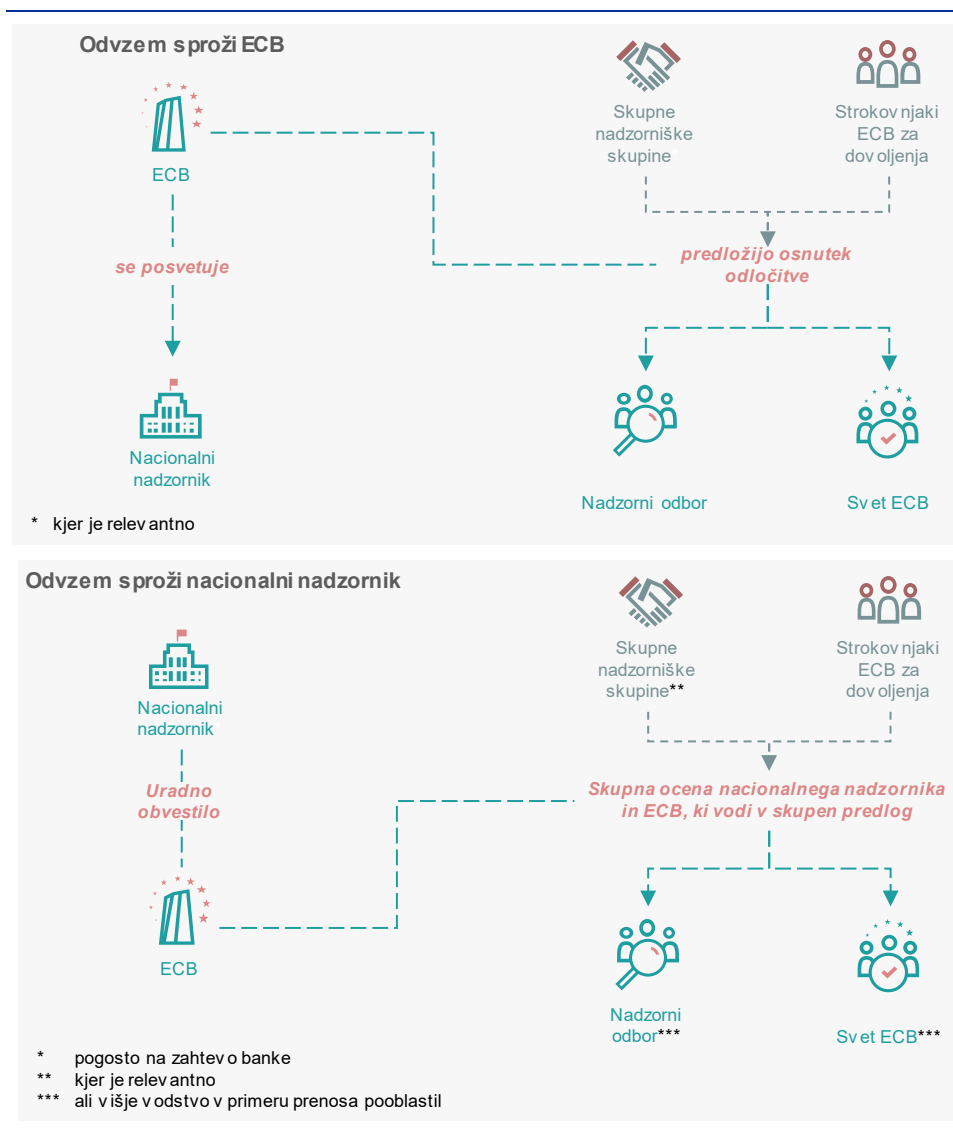 Odvzem sproži ECB
ECB
se posvetuje
Nacionalni
nadzornik
Skupne
nadzorniške
skupine
Strokovnjaki
ECB za
dovoljenja
predložijo osnutek
odločitve
Nadzorni odbor
Svet ECB
* kjer je relevantno
Odvzem sproži nacionalni nadzornik
Nacionalni
nadzornik
Uradno
obvestilo
ECB
Skupne
nadzorniške
skupine**
Strokovnjaki
ECB za
dovoljenja
Skupna ocena nacionalnega nadzornika
in ECB, ki vodi v skupen predlog
Nadzorni
odbor***
Svet ECB***
* pogosto na zahtevo banke
** kjer je relevantno
*** ali višje vodstvo v primeru prenosa pooblastil